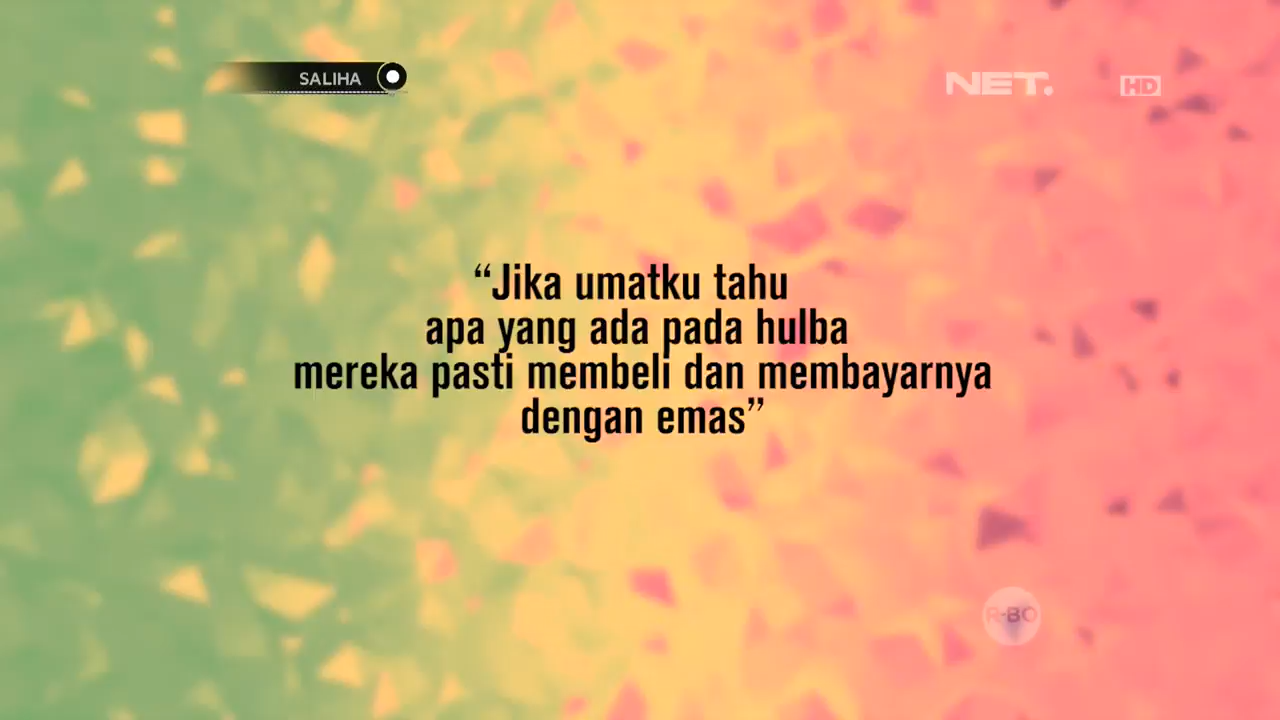 SALIHA
NET.
HD
“Jika umatku tahu
apa yang ada pada hulba
mereka pasti membeli dan membayarnya
dengan emas”
R-BO